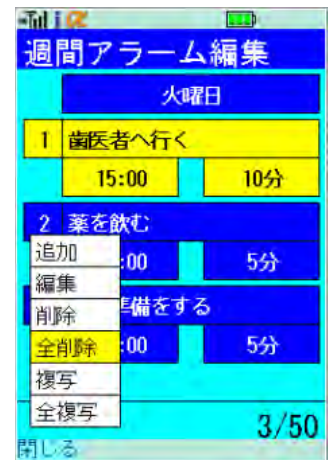 週間アラーム編集
火曜日
1 歯医者へ行く
15:00 10分
2 薬を飲む
:00 5分
準備をする
:00 5分
追加
編集
削除
全削除
複写
全複写
3/50
閉じる